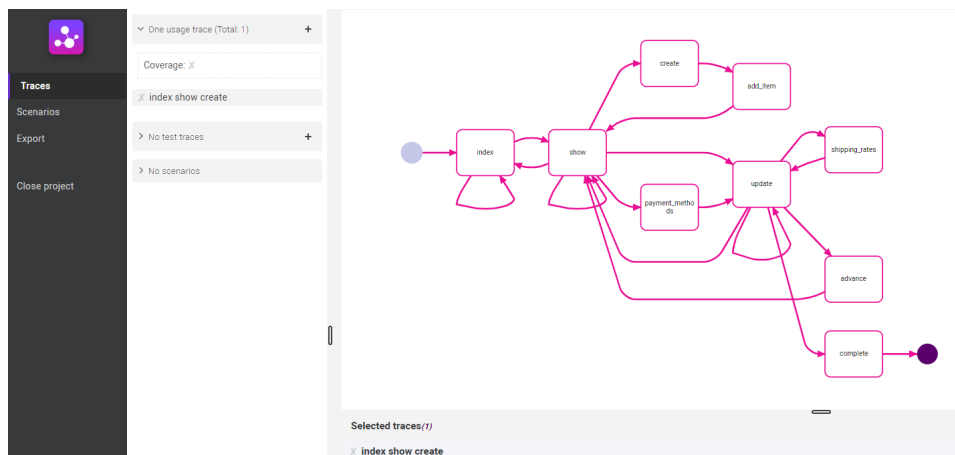 One usage trace (Total: 1)
+
Coverage: x
Traces
index show create
Scenarios
Export
No test traces
+
No scenarios
Close project
create
add_item
index
show
shipping_rates
update
payment_metho
ds
advance
complete
Selected traces(1)
x index show create